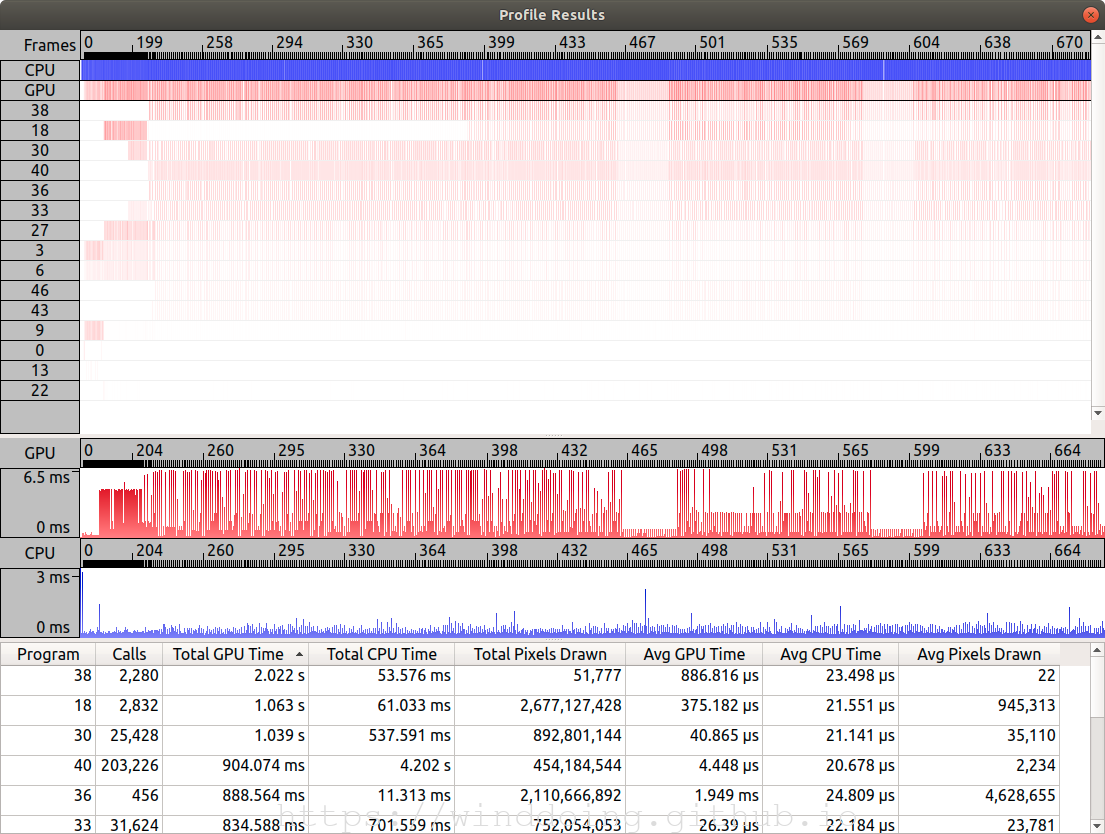 Profile Results
Frames 0 199 258 294 330 365 399 433 467 501 535 569 604 638 670
CPU
GPU
38
18
30
40
36
33
27
3
6
46
43
9
0
13
22
GPU 0 204 260 295 330 364 398 432 465 498 531 565 599 633 664
6.5 ms
0 ms
CPU 0 204 260 295 330 364 398 432 465 498 531 565 599 633 664
3 ms
0 ms
Program Calls Total GPU Time Total CPU Time Total Pixels Drawn Avg GPU Time Avg CPU Time Avg Pixels Drawn
38 2,280 2.022 s 53.576 ms 51,777 886.816 µs 23.498 µs 22
18 2,832 1.063 s 61.033 ms 2,677,127,428 375.182 µs 21.551 µs 945,313
30 25,428 1.039 s 537.591 ms 892,801,144 40.865 µs 21.141 µs 35,110
40 203,226 904.074 ms 4.202 s 454,184,544 4.448 µs 20.678 µs 2,234
36 456 888.564 ms 11.313 ms 2,110,666,892 1.949 ms 24.809 µs 4,628,655
https://winddoing.github.io
33 31,624 834.588 ms 701.559 ms 752,054,053 26.39 µs 22.184 µs 23,781